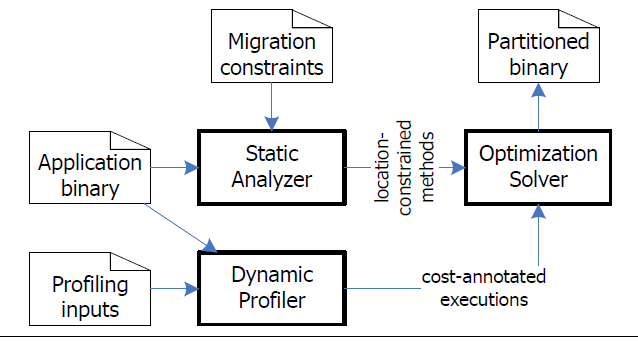 Migration
constraints
Partitioned
binary
Application
binary
Static
Analyzer
location-
constrained
methods
Optimization
Solver
Profiling
inputs
Dynamic
Profiler
cost-annotated
executions